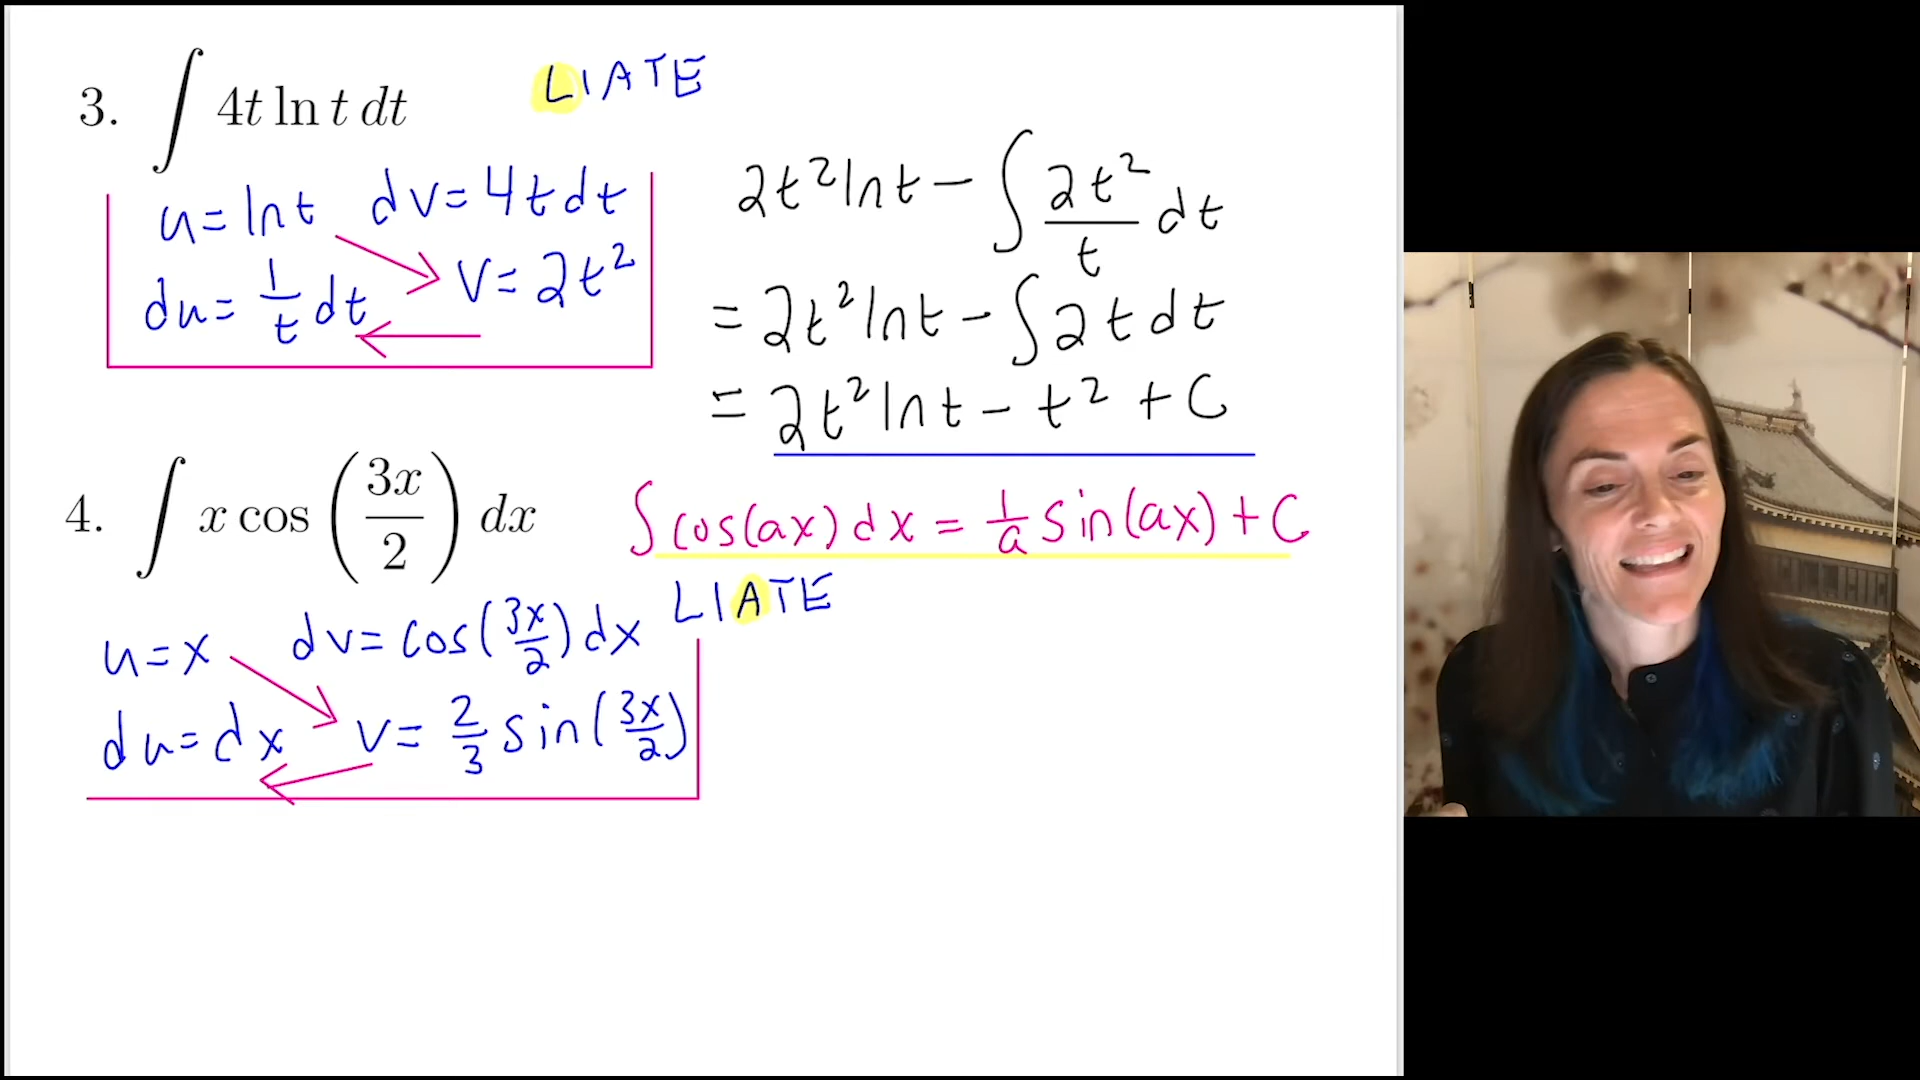 3. ∫ 4t ln t dt
LIATE
u = ln t dv = 4t dt
du = 1/t dt v = 2t²
2t² ln t − ∫ 2t²/t dt
= 2t² ln t − ∫ 2t dt
= 2t² ln t − t² + C
4. ∫ x cos (3x/2) dx
∫ cos(ax) dx = 1/a sin(ax) + C
LIATE
u = x dv = cos(3x/2) dx
du = dx v = 2/3 sin(3x/2)